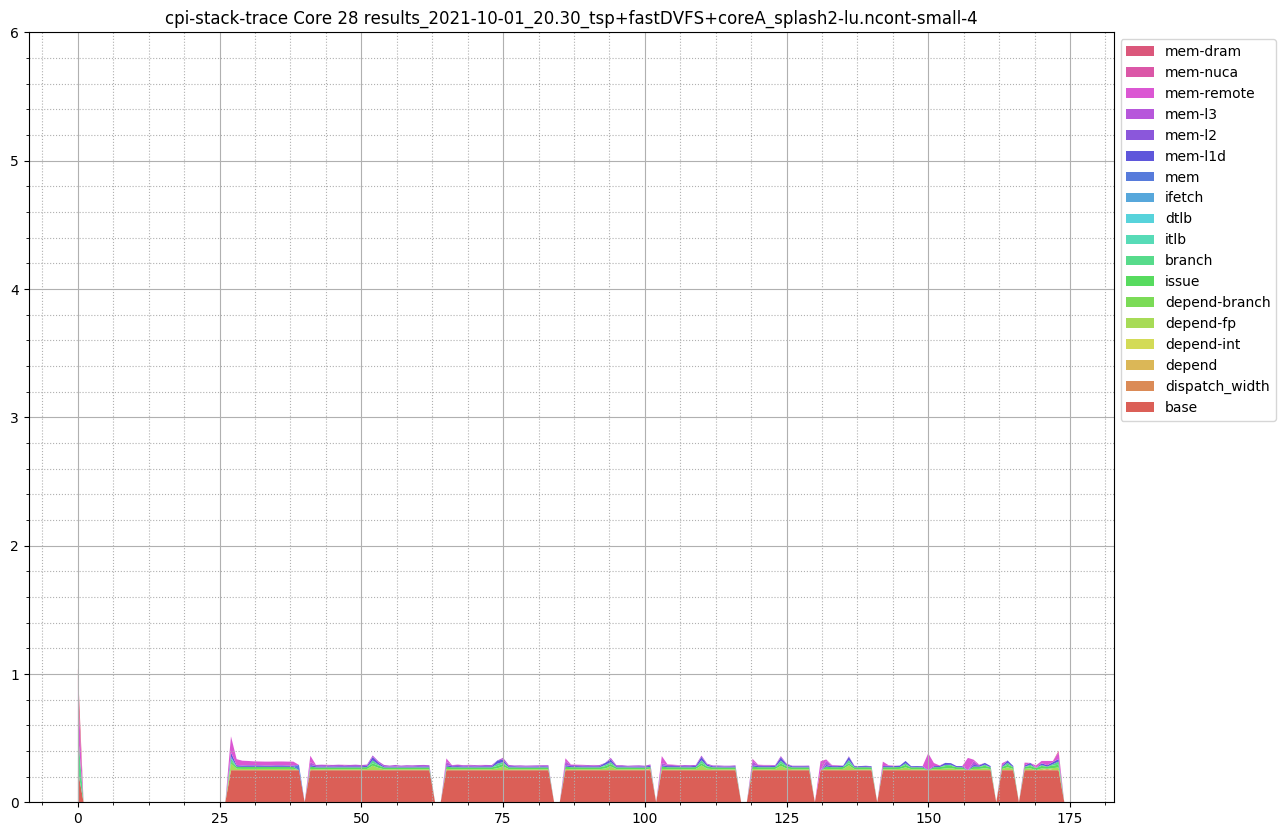 cpi-stack-trace Core 28 results_2021-10-01_20.30_tsp+fastDVFS+coreA_splash2-lu.ncont-small-4
6
5
4
3
2
1
0
0 25 50 75 100 125 150 175
mem-dram
mem-nuca
mem-remote
mem-l3
mem-l2
mem-l1d
mem
ifetch
dtlb
itlb
branch
issue
depend-branch
depend-fp
depend-int
depend
dispatch_width
base